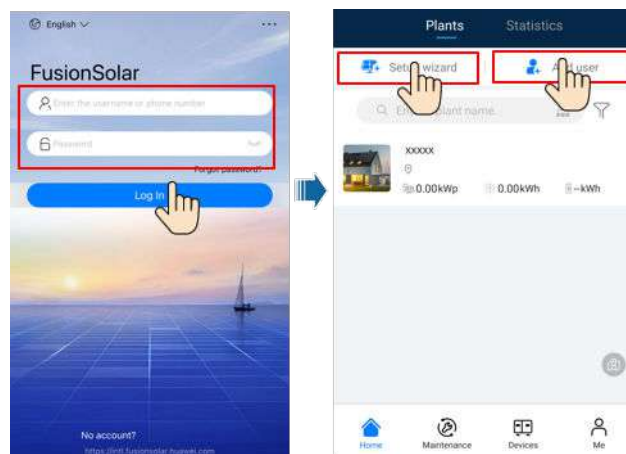 English
FusionSolar
Enter the username or phone number
Password
Forgot password?
Log In
No account?
https://intl.fusionsolar.huawei.com
Plants
Statistics
Setup wizard
Add user
plant name
xxxxx
0.00kWp
0.00kWh
--kWh
Home
Maintenance
Devices
Me